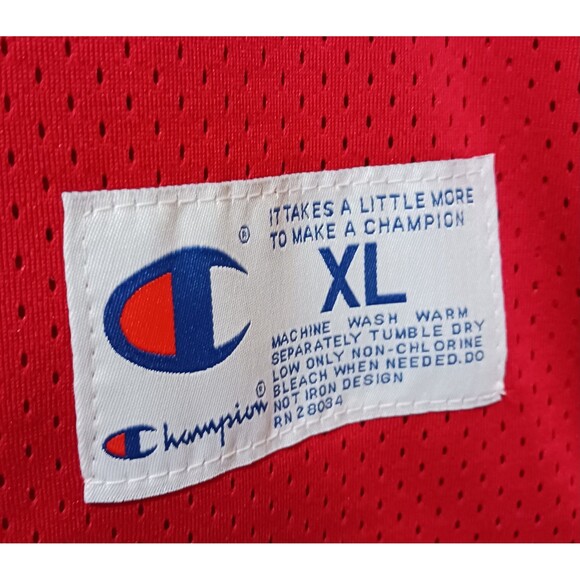 IT TAKES A LITTLE MORE
TO MAKE A CHAMPION
®
XL
MACHINE WASH WARM
SEPARATELY TUMBLE DRY
LOW ONLY NON-CHLORINE
BLEACH WHEN NEEDED. DO
NOT IRON DESIGN
RN 28034
Champion®